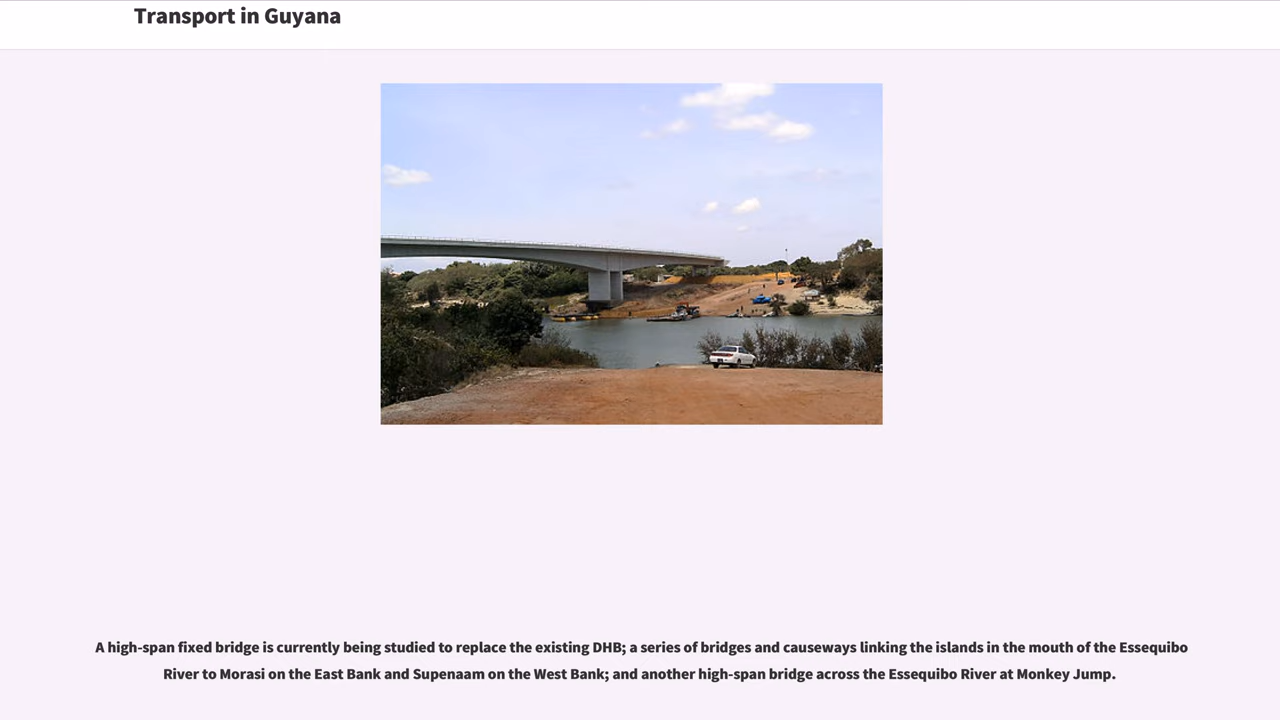 Transport in Guyana
A high-span fixed bridge is currently being studied to replace the existing DHB; a series of bridges and causeways linking the islands in the mouth of the Essequibo
River to Morasi on the East Bank and Supenaam on the West Bank; and another high-span bridge across the Essequibo River at Monkey Jump.